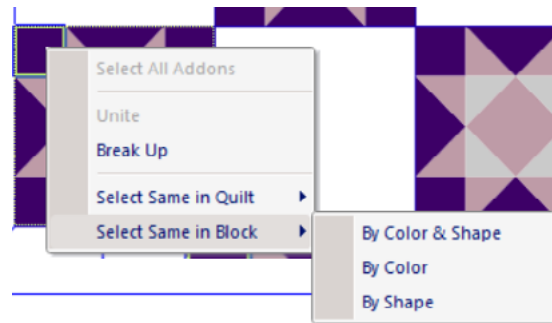 Select All Addons
Unite
Break Up
Select Same in Quilt
Select Same in Block
By Color & Shape
By Color
By Shape